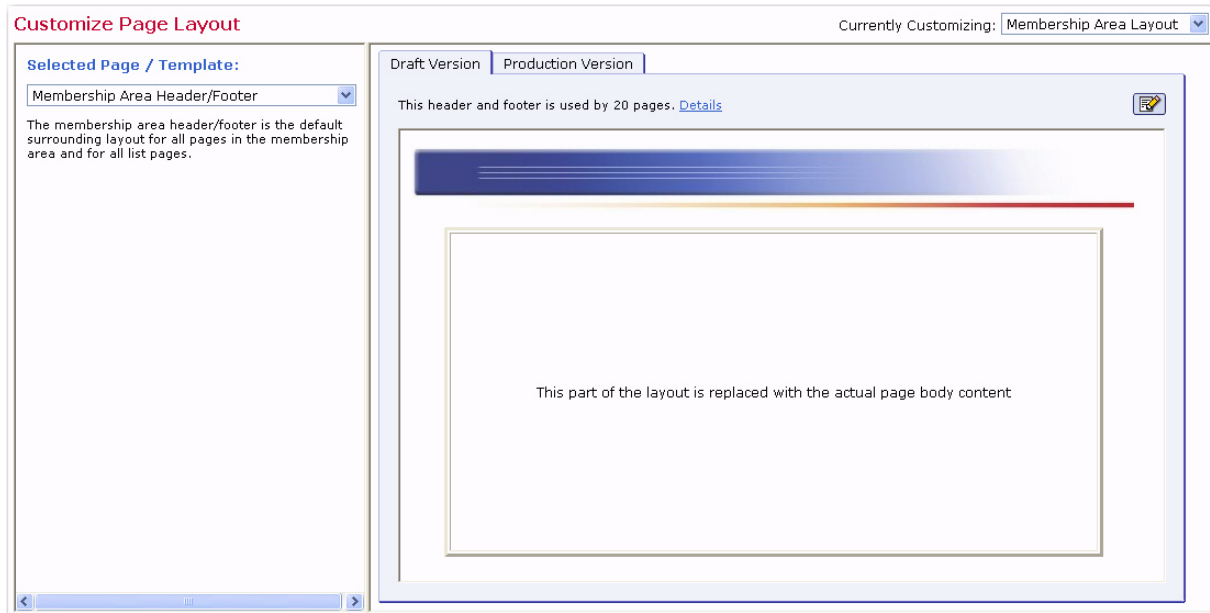 Customize Page Layout
Currently Customizing: Membership Area Layout
Selected Page / Template:
Membership Area Header/Footer
The membership area header/footer is the default
surrounding layout for all pages in the membership
area and for all list pages.
Draft Version
Production Version
This header and footer is used by 20 pages. Details
This part of the layout is replaced with the actual page body content